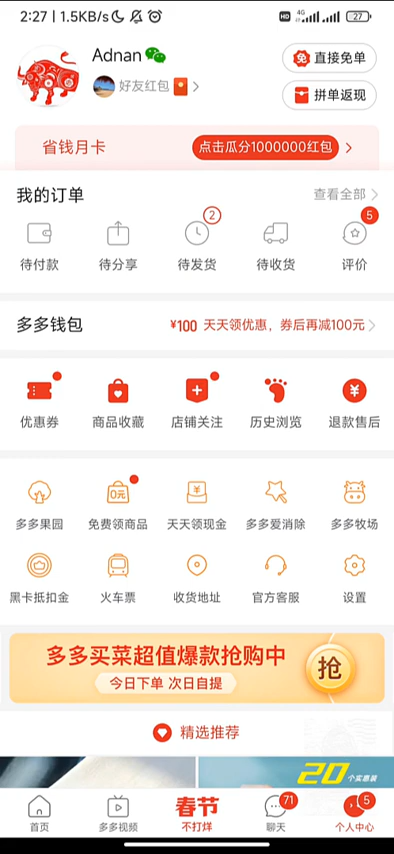 2:27 | 1.5KB/s
HD 4G 27
Adnan
好友红包
直接免单
拼单返现
省钱月卡
点击瓜分1000000红包
我的订单
查看全部
2
5
待付款
待分享
待发货
待收货
评价
多多钱包
¥100 天天领优惠，券后再减100元
优惠券
商品收藏
店铺关注
历史浏览
退款售后
0元
多多果园
免费领商品
天天领现金
多多爱消除
多多牧场
黑卡抵扣金
火车票
收货地址
官方客服
设置
多多买菜超值爆款抢购中
今日下单 次日自提
抢
精选推荐
20个实惠装
71
5
首页
多多视频
春节
不打烊
聊天
个人中心